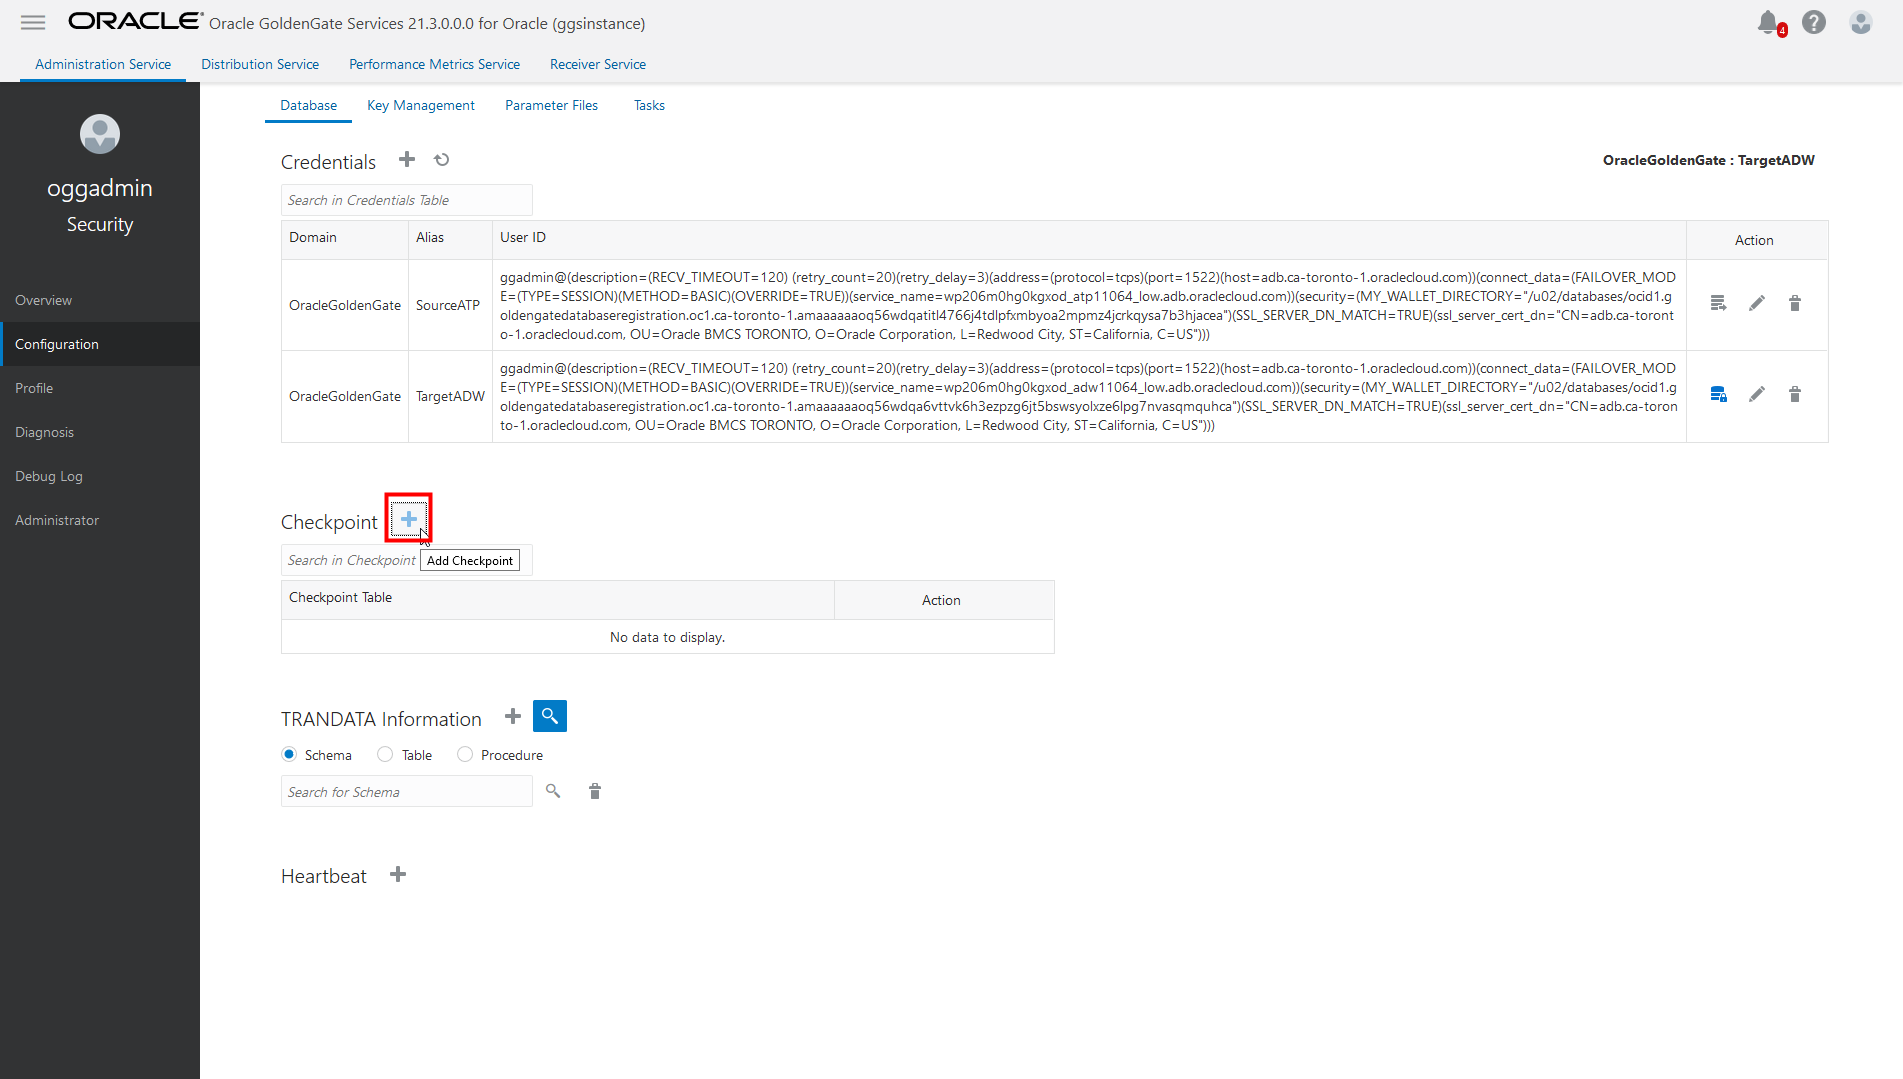 ORACLE Oracle GoldenGate Services 21.3.0.0.0 for Oracle (ggsinstance)
4
Administration Service Distribution Service Performance Metrics Service Receiver Service
oggadmin
Security
Overview
Configuration
Profile
Diagnosis
Debug Log
Administrator
Database Key Management Parameter Files Tasks
Credentials
OracleGoldenGate : TargetADW
Search in Credentials Table
Domain Alias User ID Action
OracleGoldenGate SourceATP
ggadmin@(description=(RECV_TIMEOUT=120) (retry_count=20)(retry_delay=3)(address=(protocol=tcps)(port=1522)(host=adb.ca-toronto-1.oraclecloud.com))(connect_data=(FAILOVER_MOD
E=(TYPE=SESSION)(METHOD=BASIC)(OVERRIDE=TRUE))(service_name=wp206m0hg0kgxod_atp11064_low.adb.oraclecloud.com))(security=(MY_WALLET_DIRECTORY="/u02/databases/ocid1.g
oldengatedatabaseregistration.oc1.ca-toronto-1.amaaaaaaoq56wdqatitl4766j4tdlpfxmbyoa2mpmz4jcrkqysa7b3hjacea")(SSL_SERVER_DN_MATCH=TRUE)(ssl_server_cert_dn="CN=adb.ca-toront
o-1.oraclecloud.com, OU=Oracle BMCS TORONTO, O=Oracle Corporation, L=Redwood City, ST=California, C=US")))
OracleGoldenGate TargetADW
ggadmin@(description=(RECV_TIMEOUT=120) (retry_count=20)(retry_delay=3)(address=(protocol=tcps)(port=1522)(host=adb.ca-toronto-1.oraclecloud.com))(connect_data=(FAILOVER_MOD
E=(TYPE=SESSION)(METHOD=BASIC)(OVERRIDE=TRUE))(service_name=wp206m0hg0kgxod_adw11064_low.adb.oraclecloud.com))(security=(MY_WALLET_DIRECTORY="/u02/databases/ocid1.g
oldengatedatabaseregistration.oc1.ca-toronto-1.amaaaaaaoq56wdqa6vttvk6h3ezpzg6jt5bswsyolxze6lpg7nvasqmquhca")(SSL_SERVER_DN_MATCH=TRUE)(ssl_server_cert_dn="CN=adb.ca-toron
to-1.oraclecloud.com, OU=Oracle BMCS TORONTO, O=Oracle Corporation, L=Redwood City, ST=California, C=US")))
Checkpoint
Search in Checkpoint
Add Checkpoint
Checkpoint Table Action
No data to display.
TRANDATA Information
Schema Table Procedure
Search for Schema
Heartbeat